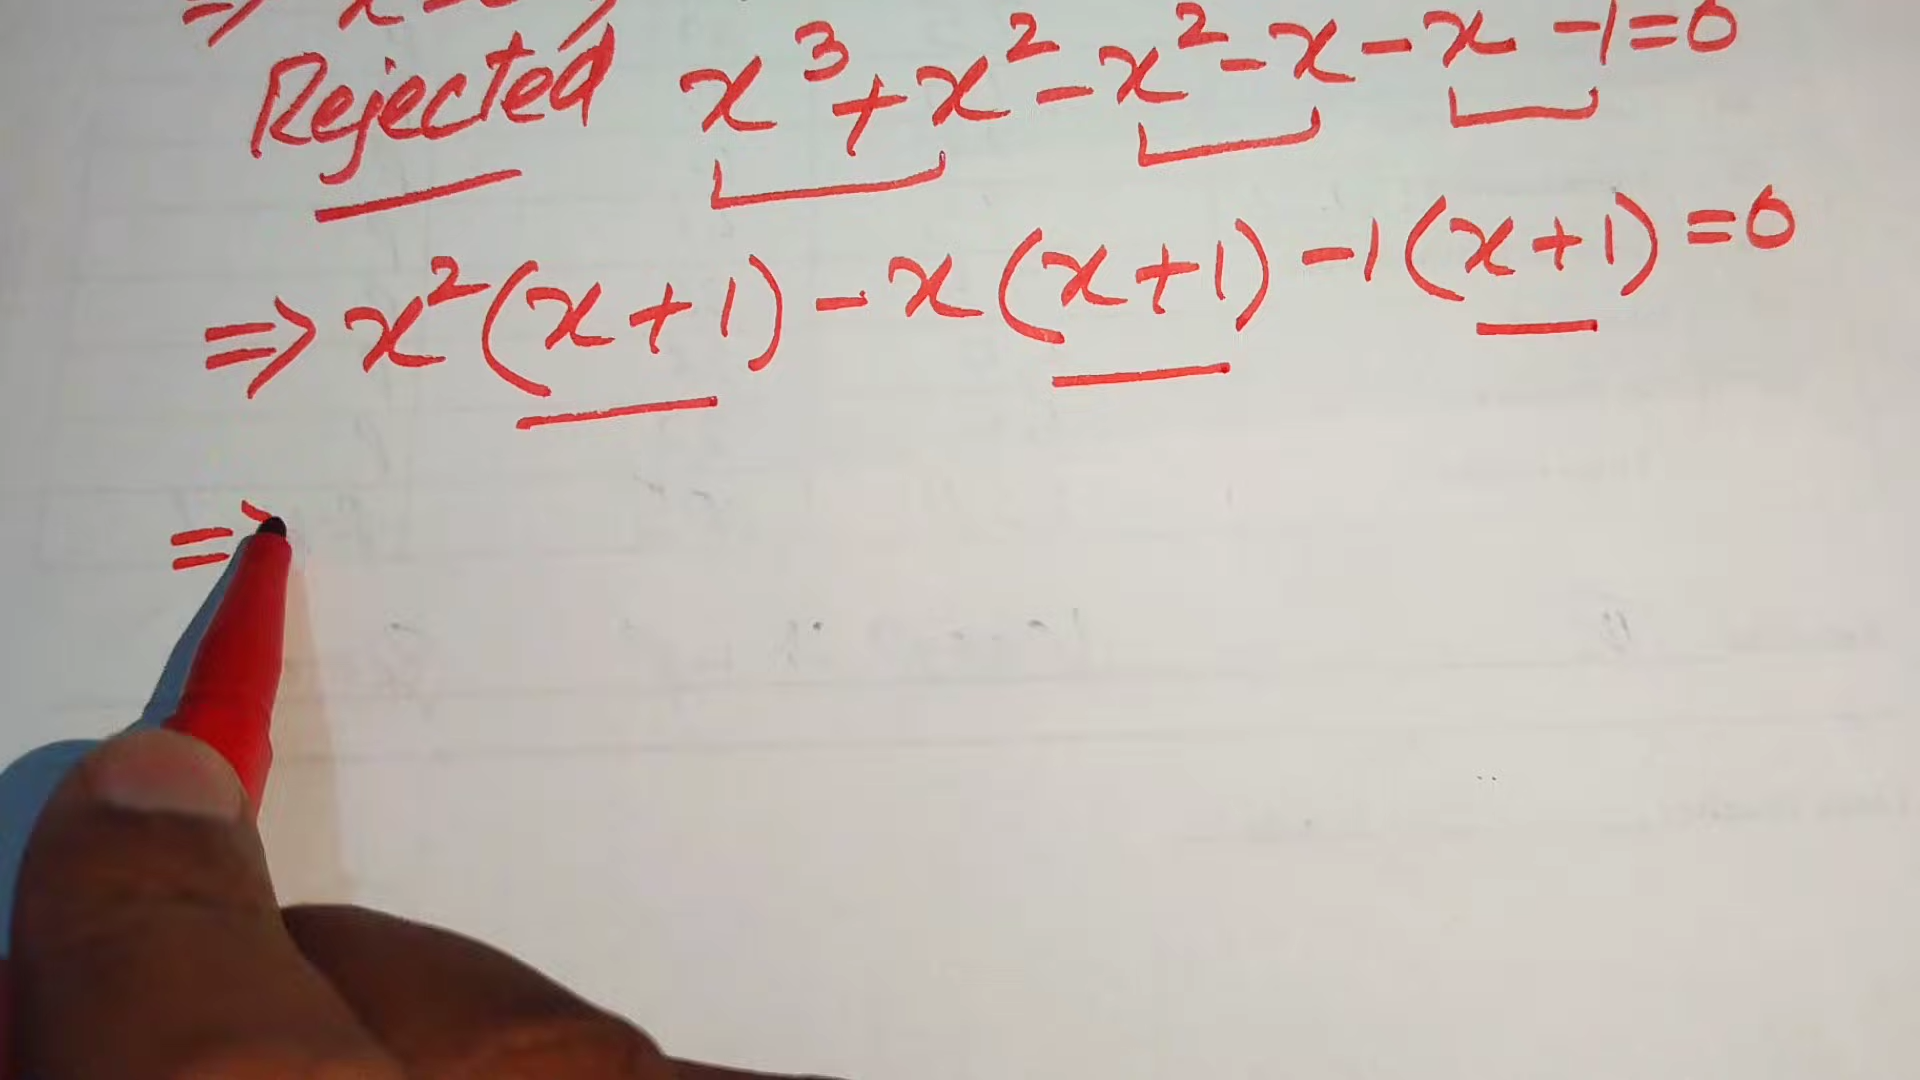 Rejected x³+x²-x²-x-x-1=0
=> x²(x+1)-x(x+1)-1(x+1)=0
=>